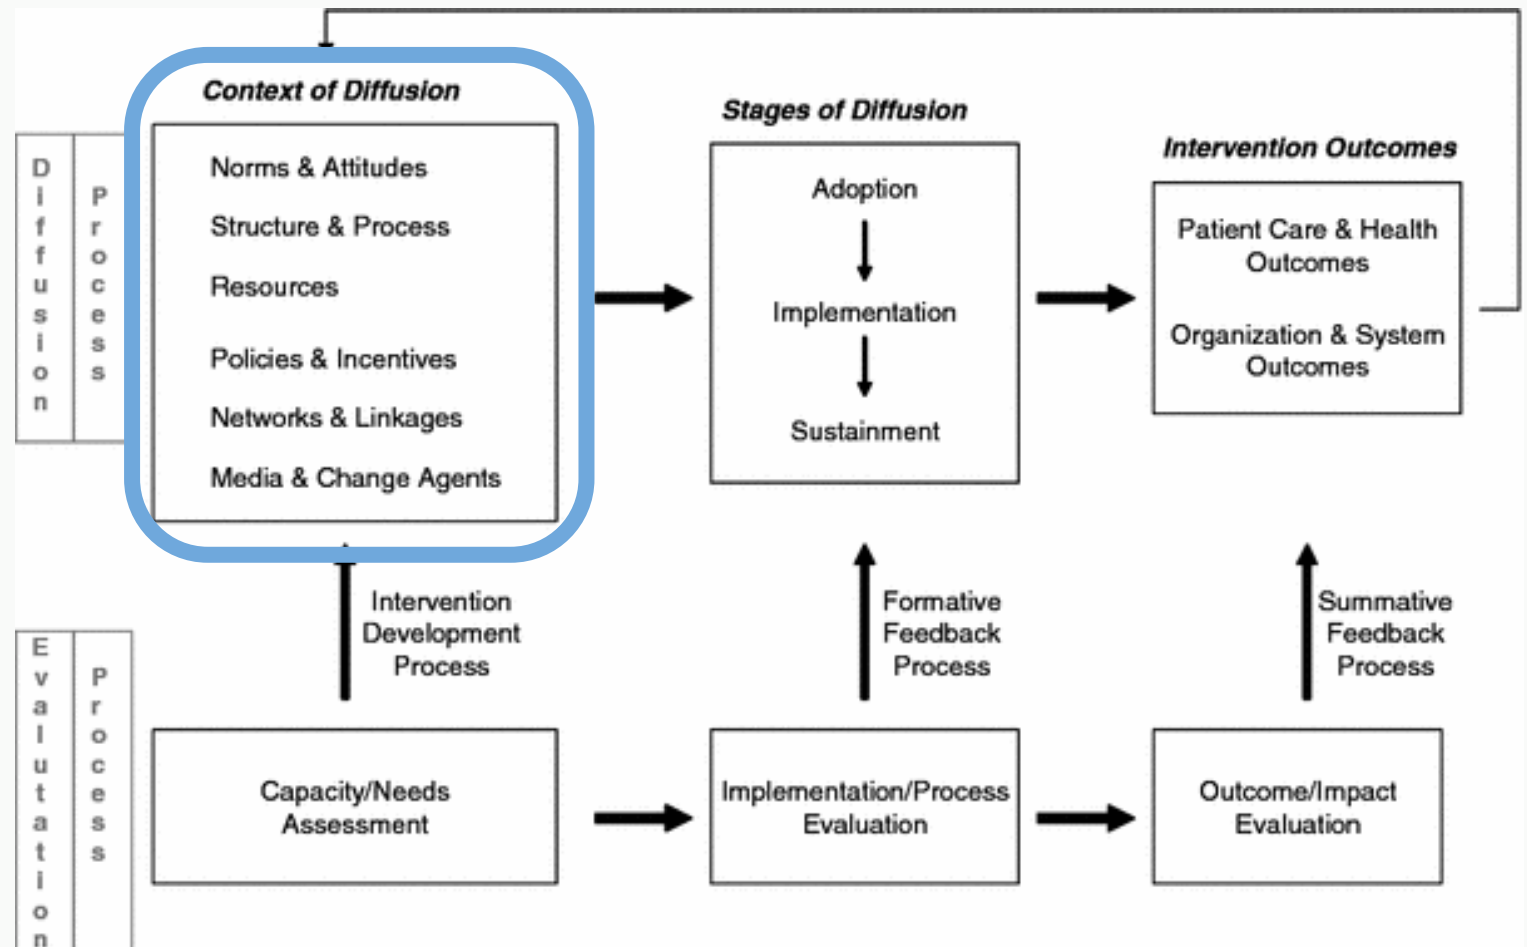 Context of Diffusion
Norms & Attitudes
Structure & Process
Resources
Policies & Incentives
Networks & Linkages
Media & Change Agents
Stages of Diffusion
Adoption
Implementation
Sustainment
Intervention Outcomes
Patient Care & Health
Outcomes
Organization & System
Outcomes
Diffusion
Process
Intervention
Development
Process
Formative
Feedback
Process
Summative
Feedback
Process
Evalutation
Process
Capacity/Needs
Assessment
Implementation/Process
Evaluation
Outcome/Impact
Evaluation